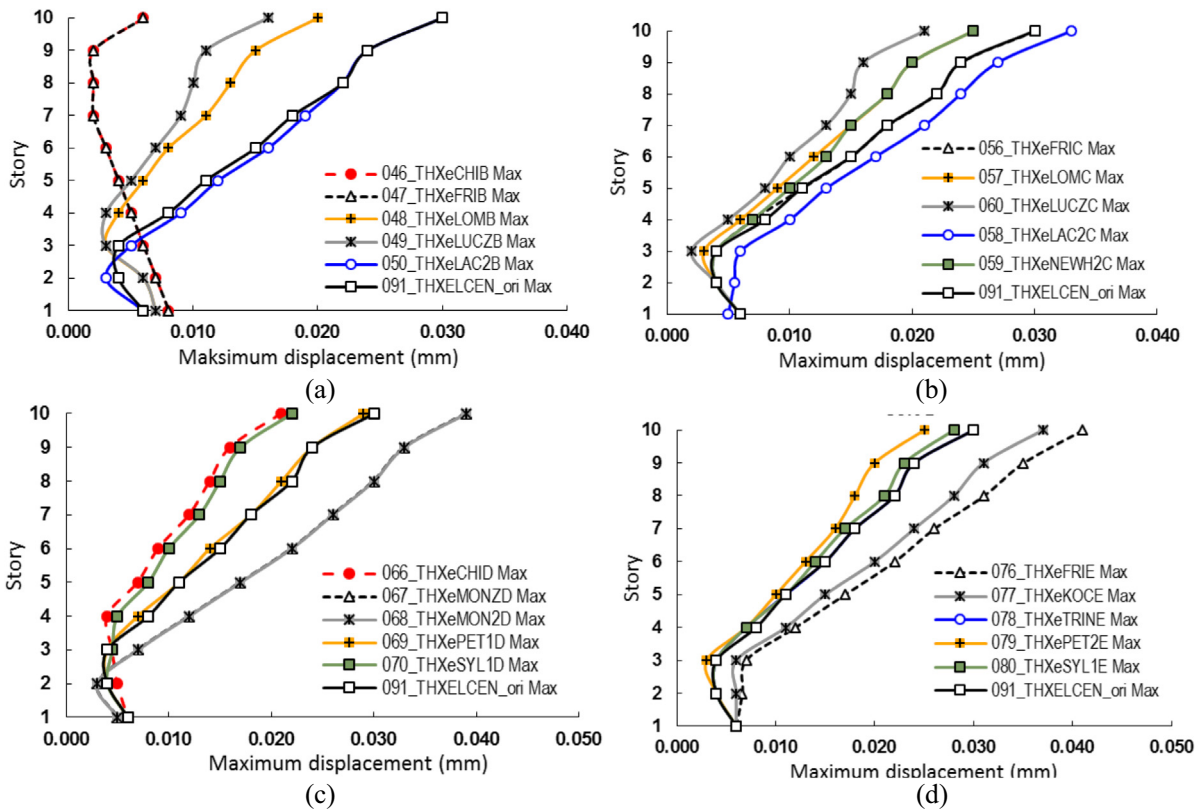 10
9
8
7
6
5
4
3
2
1
Story
046_THXeCHIB Max
047_THXeFRIB Max
048_THXeLOMB Max
049_THXeLUCZB Max
050_THXeLAC2B Max
091_THXELCEN_ori Max
0.000 0.010 0.020 0.030 0.040
Maksimum displacement (mm)
(a)
10
9
8
7
6
5
4
3
2
1
Story
056_THXeFRIC Max
057_THXeLOMC Max
060_THXeLUCZC Max
058_THXeLAC2C Max
059_THXeNEWH2C Max
091_THXELCEN_ori Max
0.000 0.010 0.020 0.030 0.040
Maximum displacement (mm)
(b)
10
9
8
7
6
5
4
3
2
1
Story
066_THXeCHID Max
067_THXeMONZD Max
068_THXeMON2D Max
069_THXePET1D Max
070_THXeSYL1D Max
091_THXELCEN_ori Max
0.000 0.010 0.020 0.030 0.040 0.050
Maximum displacement (mm)
(c)
10
9
8
7
6
5
4
3
2
1
Story
076_THXeFRIE Max
077_THXeKOCE Max
078_THXeTRINE Max
079_THXePET2E Max
080_THXeSYL1E Max
091_THXELCEN_ori Max
0.000 0.010 0.020 0.030 0.040 0.050
Maximum displacement (mm)
(d)